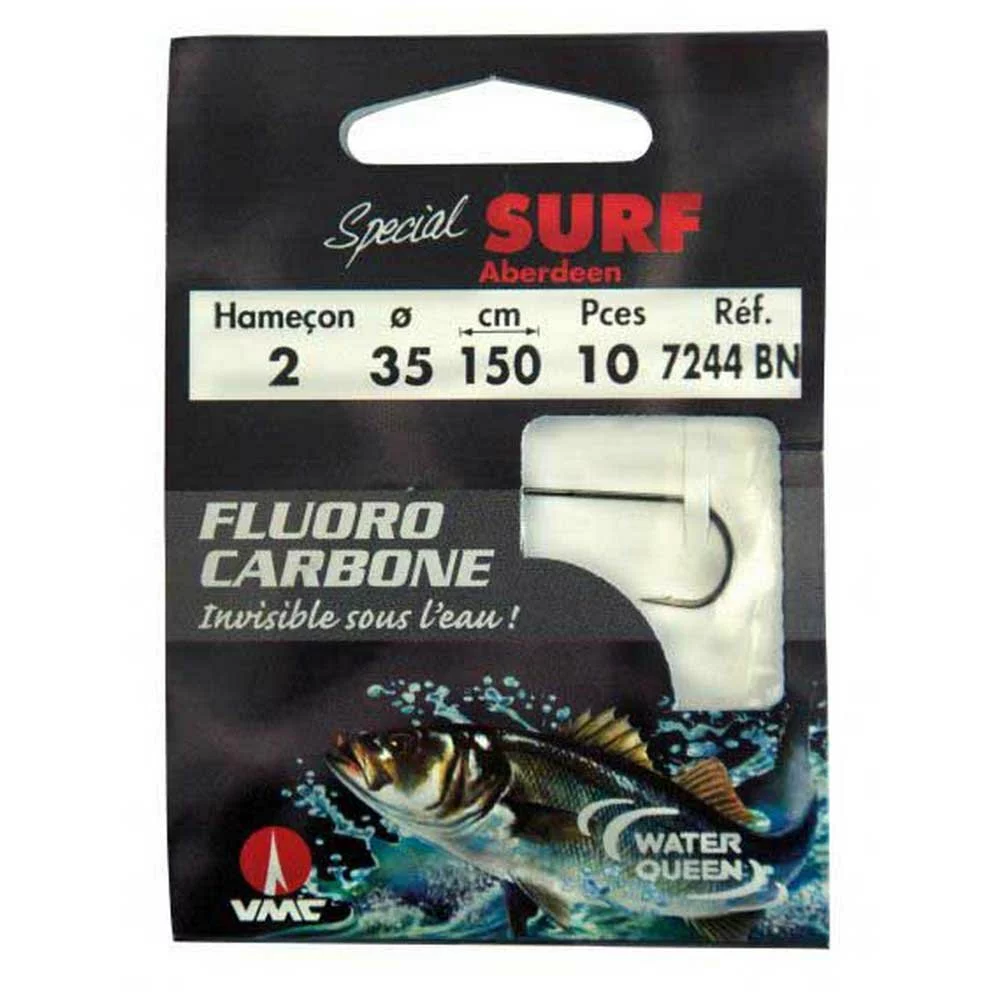 Special SURF
Aberdeen
Hameçon ø cm Pces Réf.
2 35 150 10 7244 BN
FLUORO
CARBONE
Invisible sous l'eau !
WATER
QUEEN
VMC